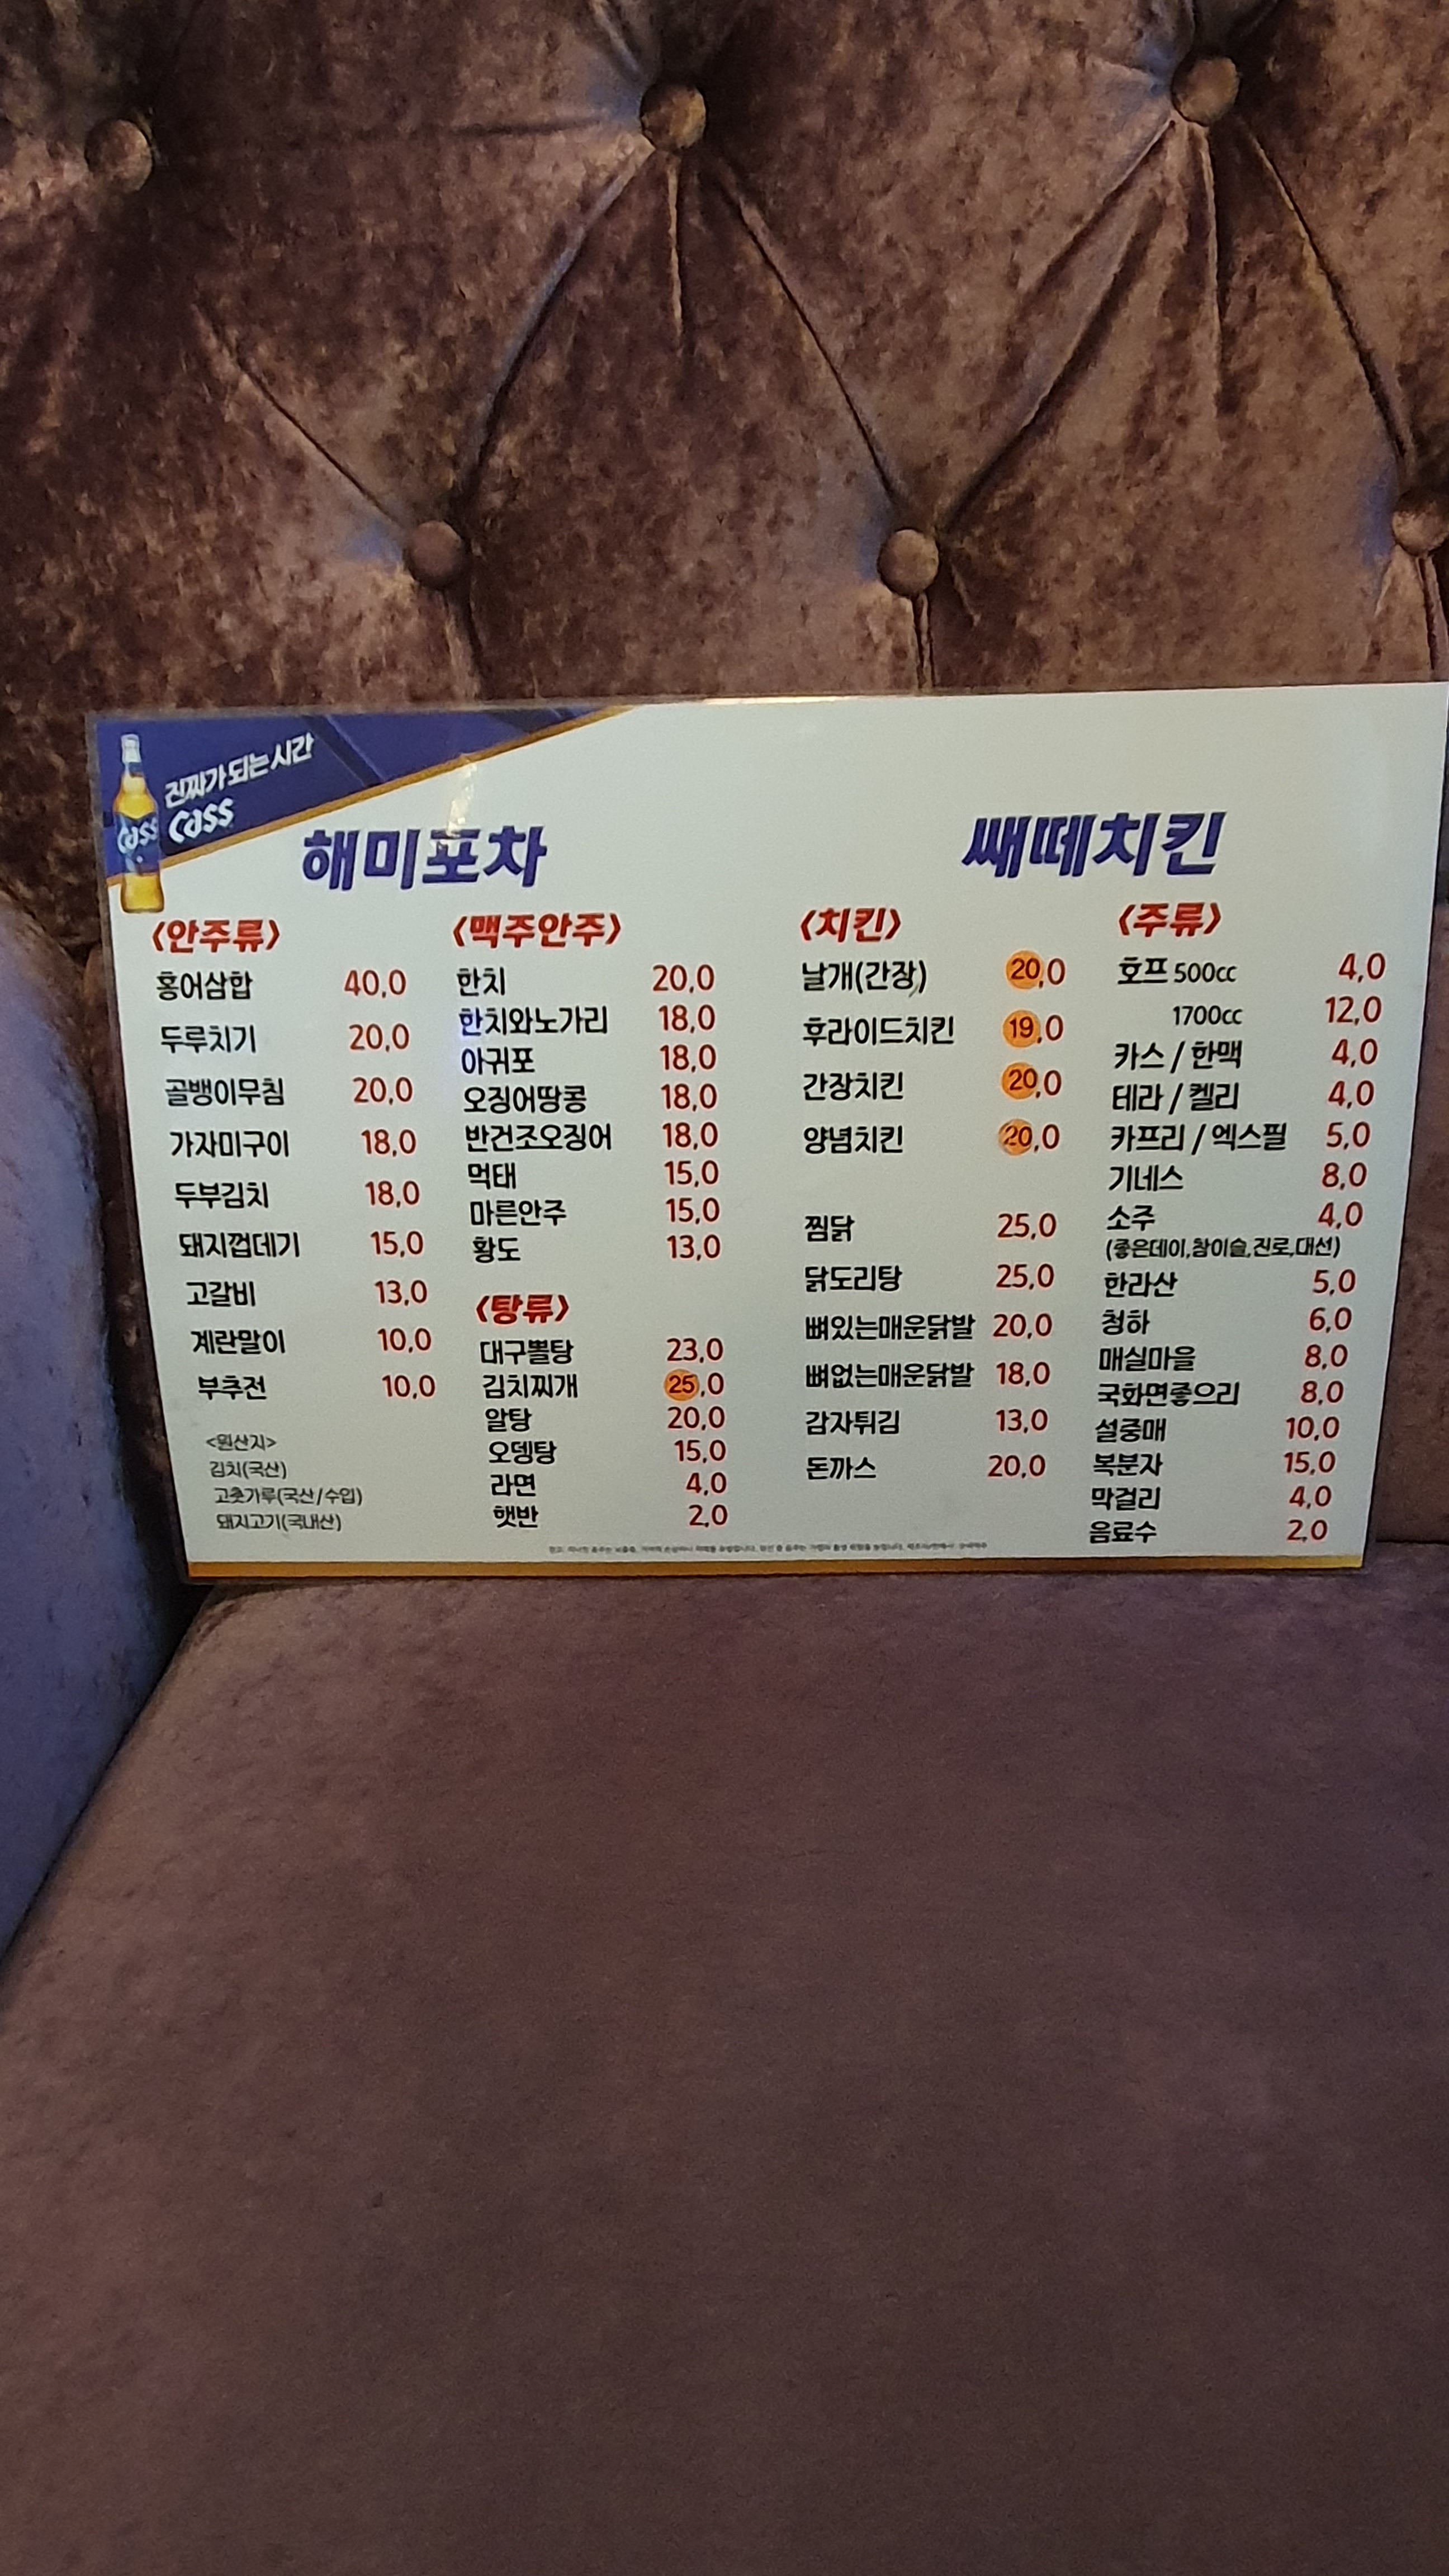 진짜가 되는 시간
Cass
Cass
해미포차
쌔떼치킨
<안주류>
홍어삼합 40,0
두루치기 20,0
골뱅이무침 20,0
가자미구이 18,0
두부김치 18,0
돼지껍데기 15,0
고갈비 13,0
계란말이 10,0
부추전 10,0
<원산지>
김치(국산)
고춧가루(국산/수입)
돼지고기(국내산)
<맥주안주>
한치 20,0
한치와노가리 18,0
아귀포 18,0
오징어땅콩 18,0
반건조오징어 18,0
먹태 15,0
마른안주 15,0
황도 13,0
<탕류>
대구뽈탕 23,0
김치찌개 25,0
알탕 20,0
오뎅탕 15,0
라면 4,0
햇반 2,0
<치킨>
날개(간장) 20,0
후라이드치킨 19,0
간장치킨 20,0
양념치킨 20,0
찜닭 25,0
닭도리탕 25,0
뼈있는매운닭발 20,0
뼈없는매운닭발 18,0
감자튀김 13,0
돈까스 20,0
<주류>
호프 500cc 4,0
1700cc 12,0
카스 / 한맥 4,0
테라 / 켈리 4,0
카프리 / 엑스필 5,0
기네스 8,0
소주 4,0
(좋은데이,참이슬,진로,대선)
한라산 5,0
청하 6,0
매실마을 8,0
국화면좋으리 8,0
설중매 10,0
복분자 15,0
막걸리 4,0
음료수 2,0